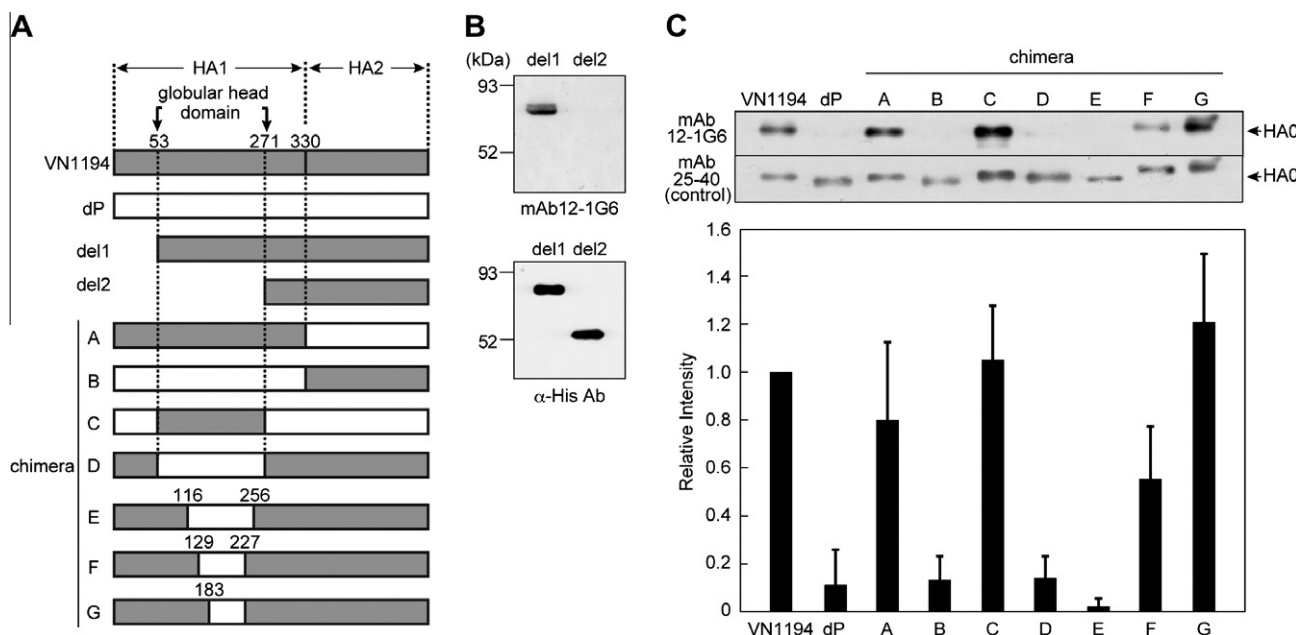 A
HA1
HA2
globular head
domain
53
271
330
VN1194
dP
del1
del2
A
B
C
D
chimera
116
256
E
129
227
F
183
G
B
(kDa)
del1
del2
93
52
mAb12-1G6
del1 del2
93
52
α-His Ab
C
chimera
VN1194 dP A B C D E F G
mAb
12-1G6
HA0
mAb
25-40
(control)
HA0
Relative Intensity
1.6
1.4
1.2
1.0
0.8
0.6
0.4
0.2
0
VN1194 dP A B C D E F G